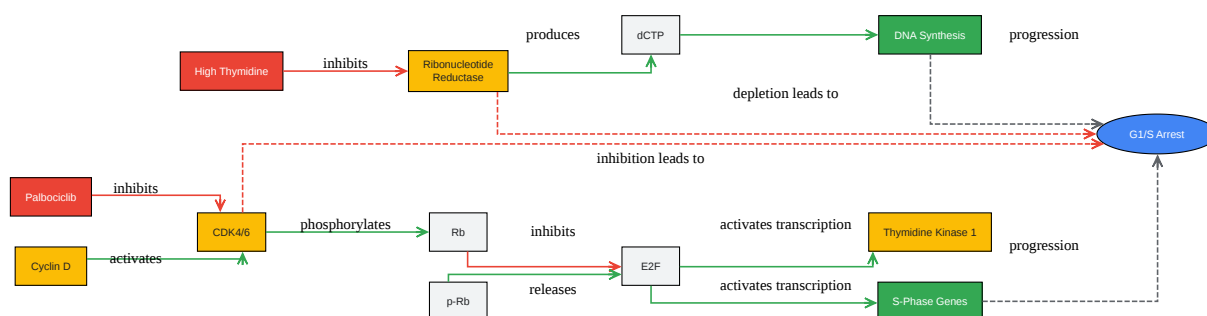 produces
dCTP
DNA Synthesis
progression
High Thymidine
inhibits
Ribonucleotide
Reductase
depletion leads to
G1/S Arrest
inhibition leads to
Palbociclib
inhibits
CDK4/6
phosphorylates
Rb
inhibits
activates transcription
Thymidine Kinase 1
progression
Cyclin D
activates
E2F
p-Rb
releases
activates transcription
S-Phase Genes